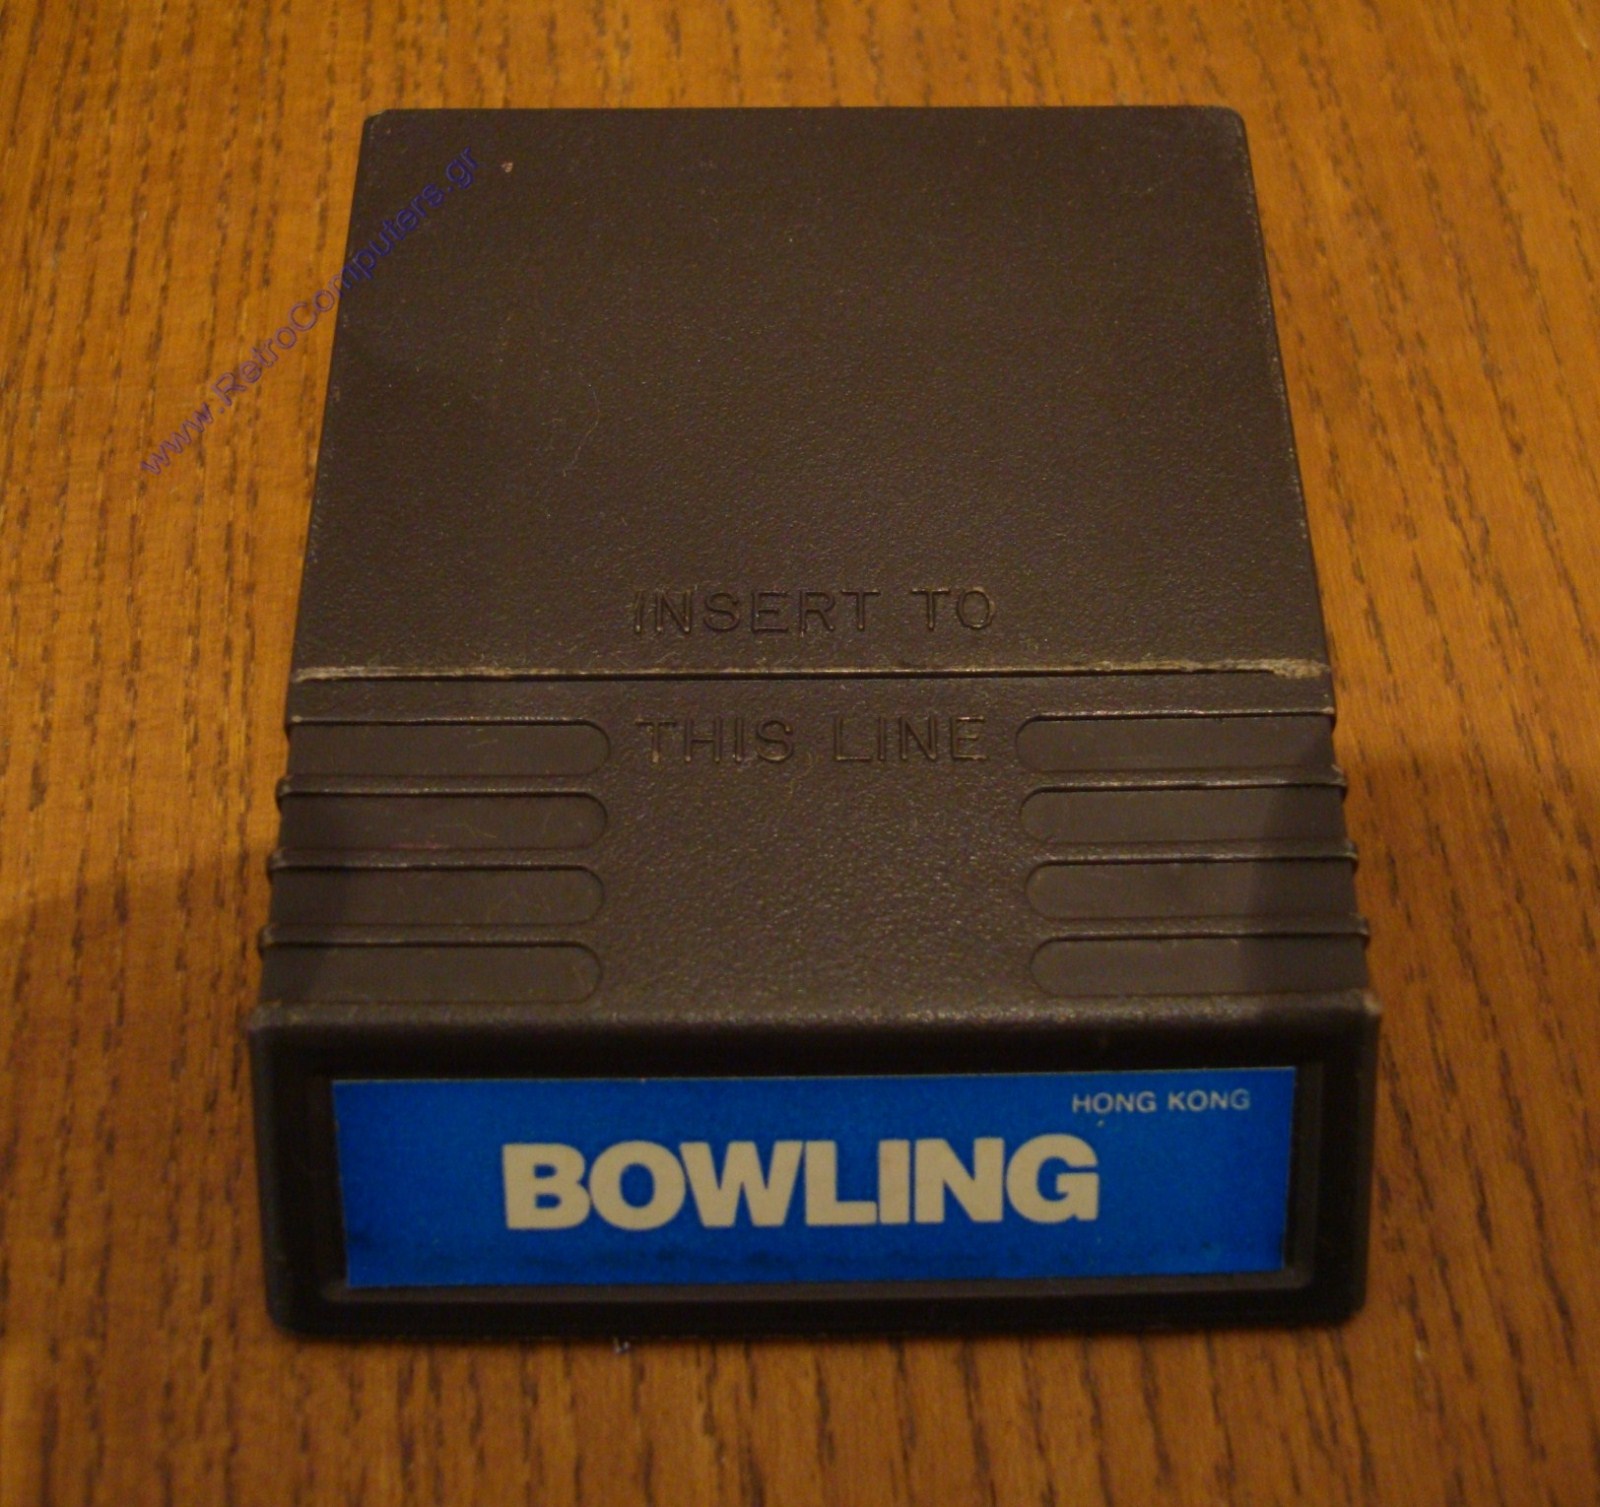 www.RetroComputers.gr
INSERT TO
THIS LINE
HONG KONG
BOWLING